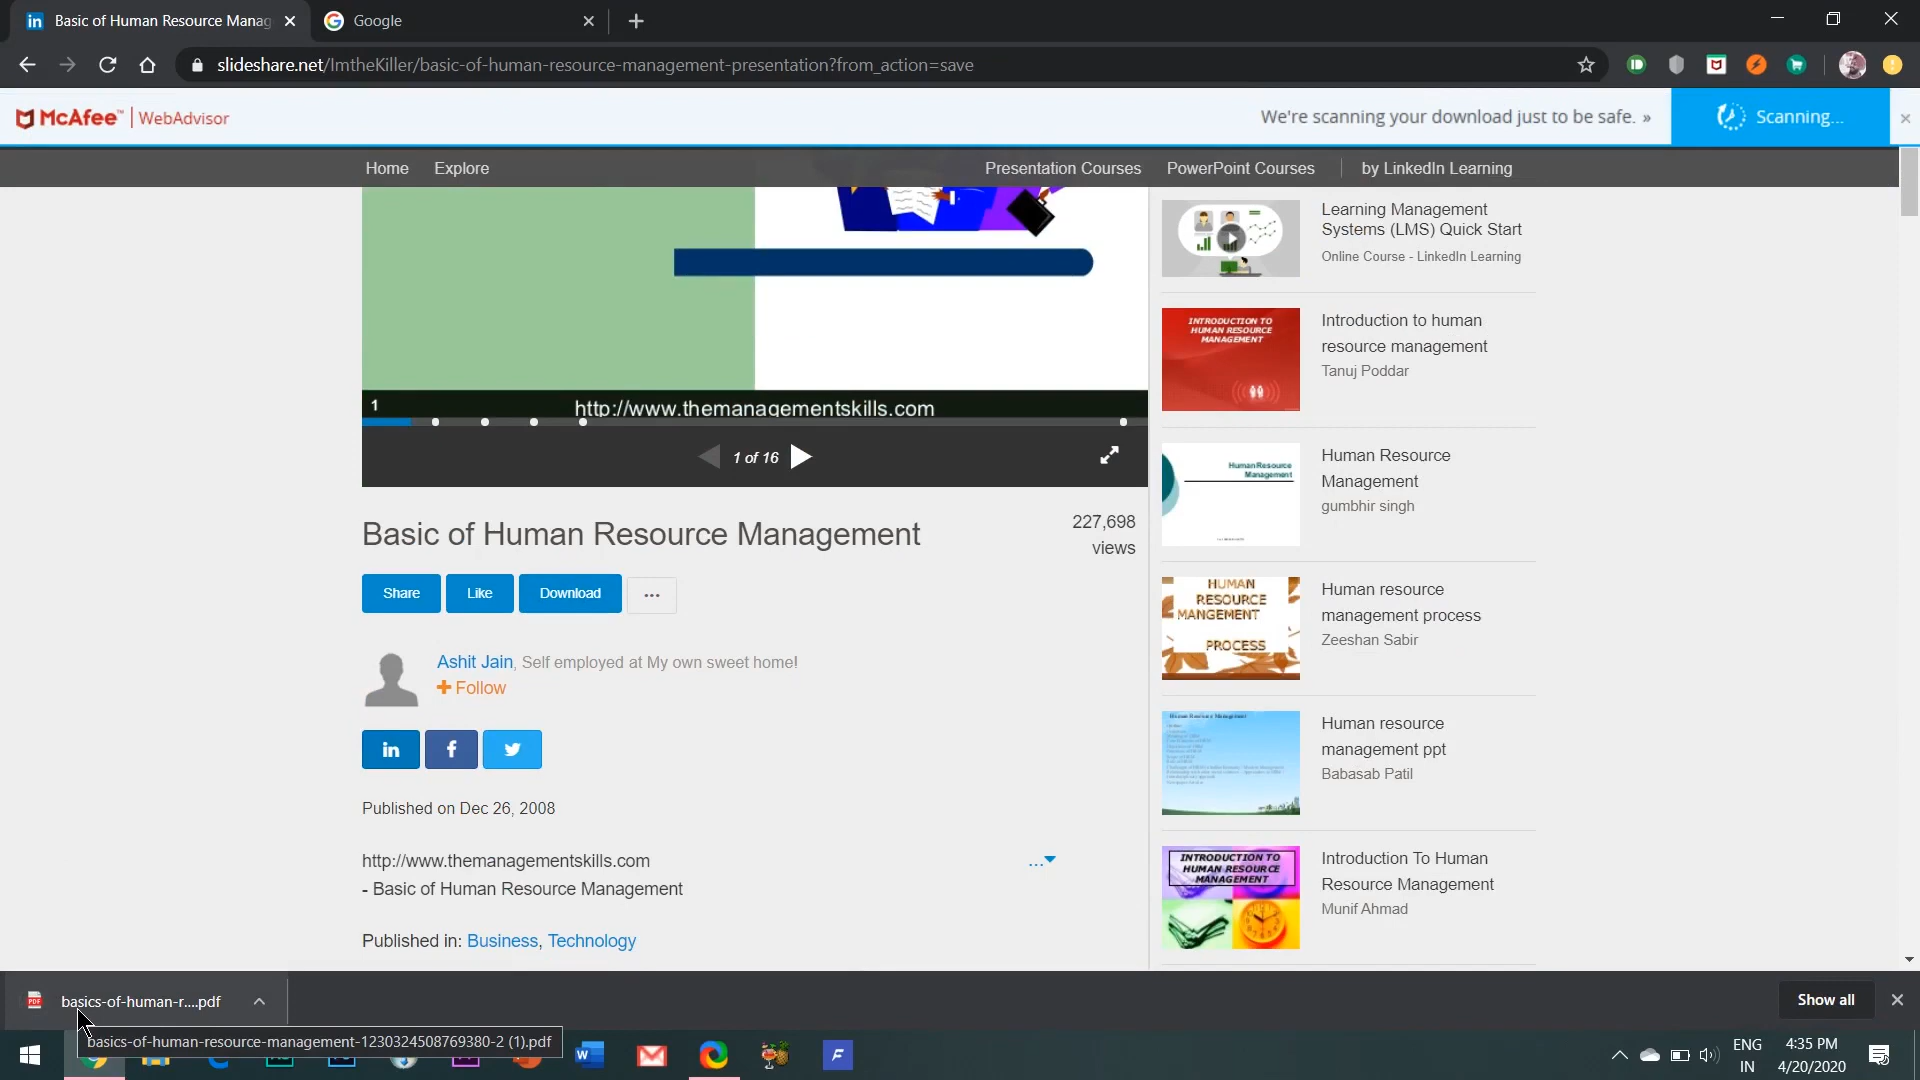 Basic of Human Resource Manag
Google
slideshare.net/ImtheKiller/basic-of-human-resource-management-presentation?from_action=save
McAfee™ | WebAdvisor
We're scanning your download just to be safe. »
Scanning...
Home
Explore
Presentation Courses
PowerPoint Courses
by LinkedIn Learning
1
http://www.themanagementskills.com
1 of 16
Basic of Human Resource Management
227,698
views
Share
Like
Download
...
Ashit Jain, Self employed at My own sweet home!
Follow
Published on Dec 26, 2008
http://www.themanagementskills.com
...
- Basic of Human Resource Management
Published in: Business, Technology
Learning Management
Systems (LMS) Quick Start
Online Course - LinkedIn Learning
INTRODUCTION TO
HUMAN RESOURCE
MANAGEMENT
Introduction to human
resource management
Tanuj Poddar
Human Resource
Management
Human Resource
Management
gumbhir singh
HUMAN
RESOURCE
MANGEMENT
PROCESS
Human resource
management process
Zeeshan Sabir
Human Resource Management
Human resource
management ppt
Babasab Patil
INTRODUCTION TO
HUMAN RESOURCE
MANAGEMENT
Introduction To Human
Resource Management
Munif Ahmad
PDF
basics-of-human-r....pdf
Show all
basics-of-human-resource-management-1230324508769380-2 (1).pdf
ENG
IN
4:35 PM
4/20/2020